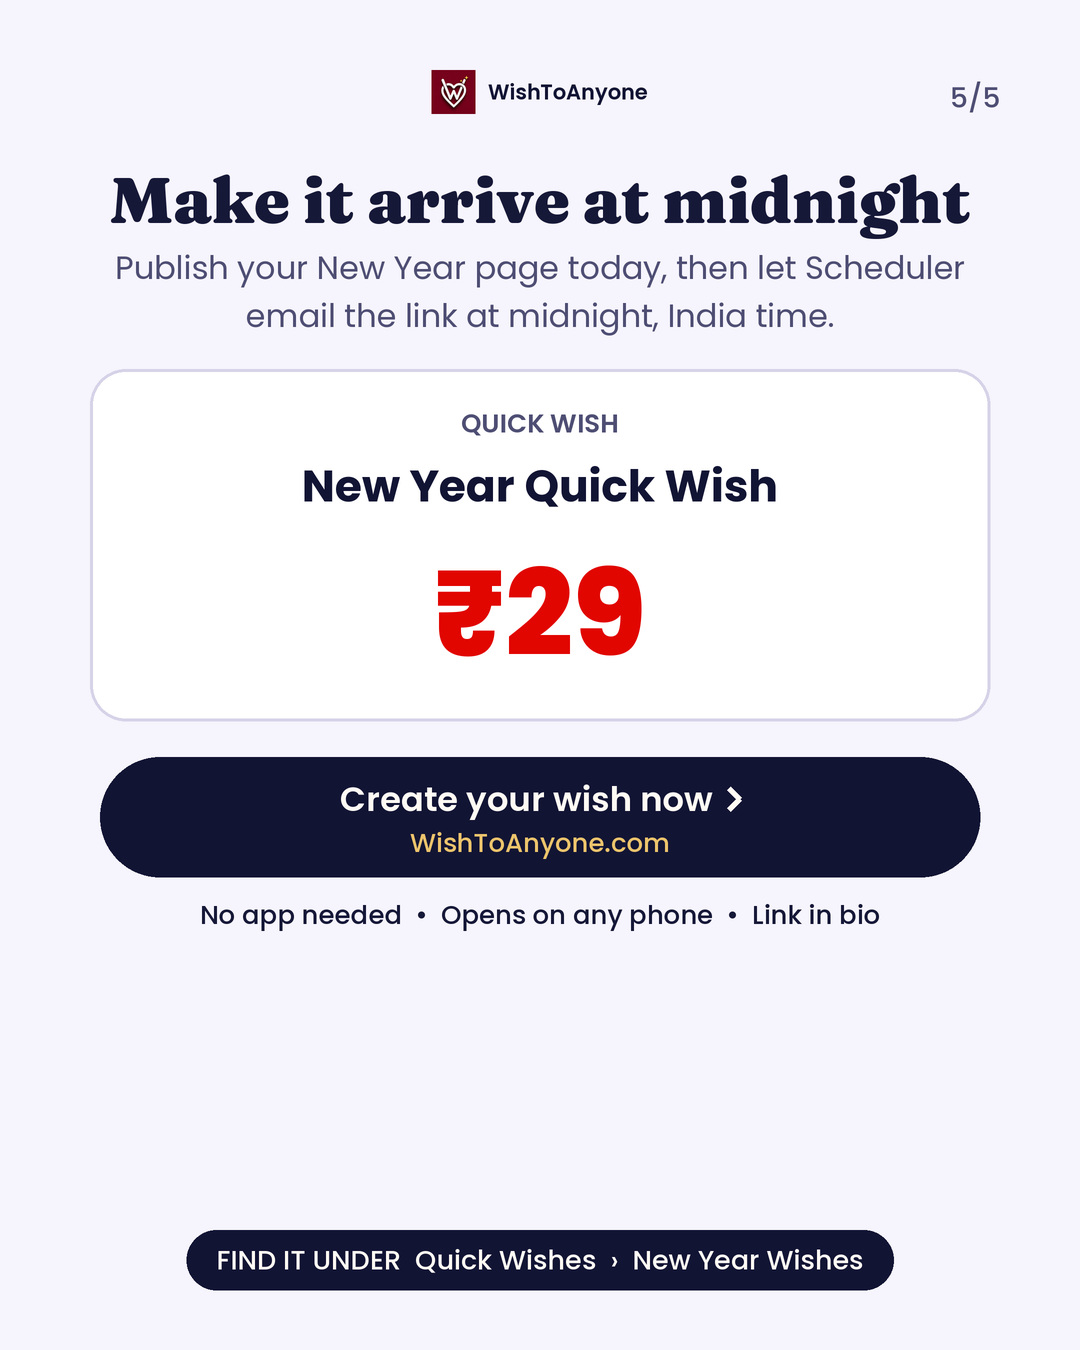 WishToAnyone
5/5
Make it arrive at midnight
Publish your New Year page today, then let Scheduler
email the link at midnight, India time.
QUICK WISH
New Year Quick Wish
₹29
Create your wish now ›
WishToAnyone.com
No app needed • Opens on any phone • Link in bio
FIND IT UNDER Quick Wishes › New Year Wishes